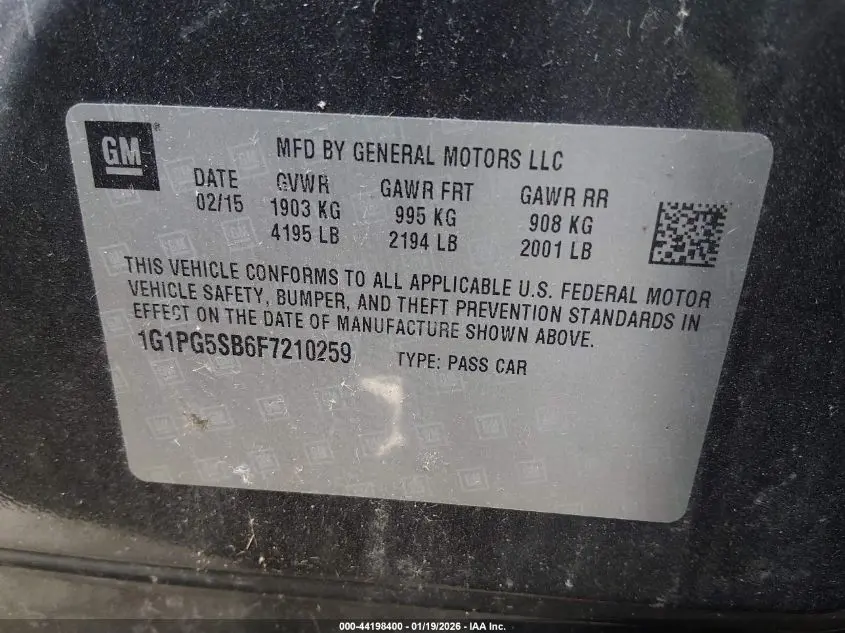 GM
MFD BY GENERAL MOTORS LLC
DATE GVWR GAWR FRT GAWR RR
02/15 1903 KG 995 KG 908 KG
4195 LB 2194 LB 2001 LB
THIS VEHICLE CONFORMS TO ALL APPLICABLE U.S. FEDERAL MOTOR
VEHICLE SAFETY, BUMPER, AND THEFT PREVENTION STANDARDS IN
EFFECT ON THE DATE OF MANUFACTURE SHOWN ABOVE.
1G1PG5SB6F7210259 TYPE: PASS CAR
000-44198400 - 01/19/2026 - IAA Inc.